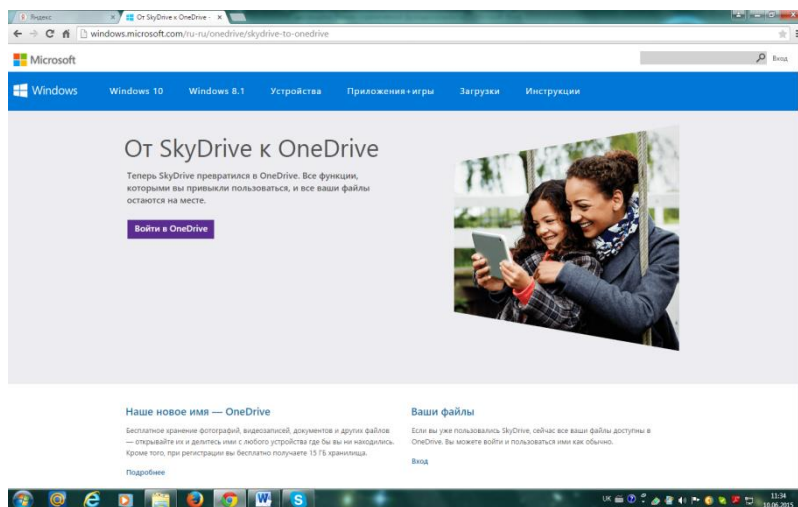 Яндекс
От SkyDrive к OneDrive -
windows.microsoft.com/ru-ru/onedrive/skydrive-to-onedrive
Microsoft
Вход
Windows Windows 10 Windows 8.1 Устройства Приложения+игры Загрузки Инструкции
От SkyDrive к OneDrive
Теперь SkyDrive превратился в OneDrive. Все функции,
которыми вы привыкли пользоваться, и все ваши файлы
остаются на месте.
Войти в OneDrive
Наше новое имя — OneDrive
Бесплатное хранение фотографий, видеозаписей, документов и других файлов
— открывайте их и делитесь ими с любого устройства где бы вы ни находились.
Кроме того, при регистрации вы бесплатно получаете 15 ГБ хранилища.
Подробнее
Ваши файлы
Если вы уже пользовались SkyDrive, сейчас все ваши файлы доступны в
OneDrive. Вы можете войти и пользоваться ими как обычно.
Вход
UK
11:34
10.06.2015